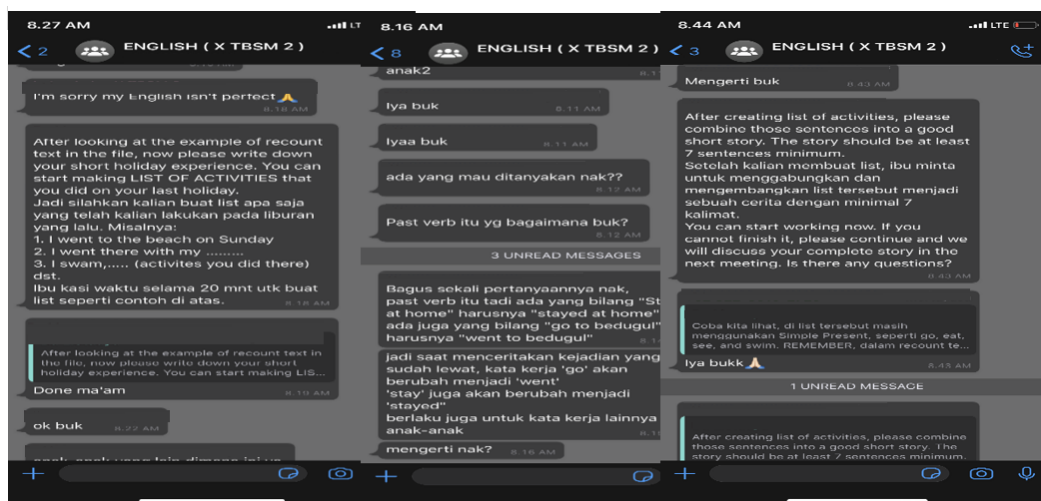 8.27 AM
LT
2
ENGLISH ( X TBSM 2 )
I'm sorry my English isn't perfect🙏
8.18 AM
After looking at the example of recount
text in the file, now please write down
your short holiday experience. You can
start making LIST OF ACTIVITIES that
you did on your last holiday.
Jadi silahkan kalian buat list apa saja
yang telah kalian lakukan pada liburan
yang lalu. Misalnya:
1. I went to the beach on Sunday
2. I went there with my .........
3. I swam,..... (activites you did there)
dst.
Ibu kasi waktu selama 20 mnt utk buat
list seperti contoh di atas.
8.18 AM
After looking at the example of recount text in
the file, now please write down your short
holiday experience. You can start making LIS...
Done ma'am
8.19 AM
ok buk
8.22 AM
8.16 AM
8
ENGLISH ( X TBSM 2 )
anak2
8.1
Iya buk
8.11 AM
Iyaa buk
8.11 AM
ada yang mau ditanyakan nak??
8.12 AM
Past verb itu yg bagaimana buk?
8.12 AM
3 UNREAD MESSAGES
Bagus sekali pertanyaannya nak,
past verb itu tadi ada yang bilang "St
at home" harusnya "stayed at home"
ada juga yang bilang "go to bedugul"
harusnya "went to bedugul"
8.1
jadi saat menceritakan kejadian yang
sudah lewat, kata kerja 'go' akan
berubah menjadi 'went'
'stay' juga akan berubah menjadi
'stayed"
berlaku juga untuk kata kerja lainnya
anak-anak
mengerti nak?
8.16 AM
8.44 AM
LTE
3
ENGLISH ( X TBSM 2 )
Mengerti buk
8.43 AM
After creating list of activities, please
combine those sentences into a good
short story. The story should be at least
7 sentences minimum.
Setelah kalian membuat list, ibu minta
untuk menggabungkan dan
mengembangkan list tersebut menjadi
sebuah cerita dengan minimal 7
kalimat.
You can start working now. If you
cannot finish it, please continue and we
will discuss your complete story in the
next meeting. Is there any questions?
8.43 AM
Coba kita lihat, di list tersebut masih
menggunakan Simple Present, seperti go, eat,
see, and swim. REMEMBER, dalam recount te...
Iya bukk🙏
8.43 AM
1 UNREAD MESSAGE
After creating list of activities, please combine
those sentences into a good short story. The
story should be at least 7 sentences minimum.